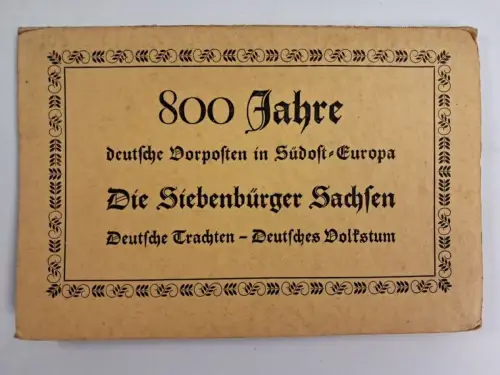 800 Jahre
deutsche Vorposten in Südost-Europa
Die Siebenbürger Sachsen
Deutsche Trachten – Deutsches Volkstum